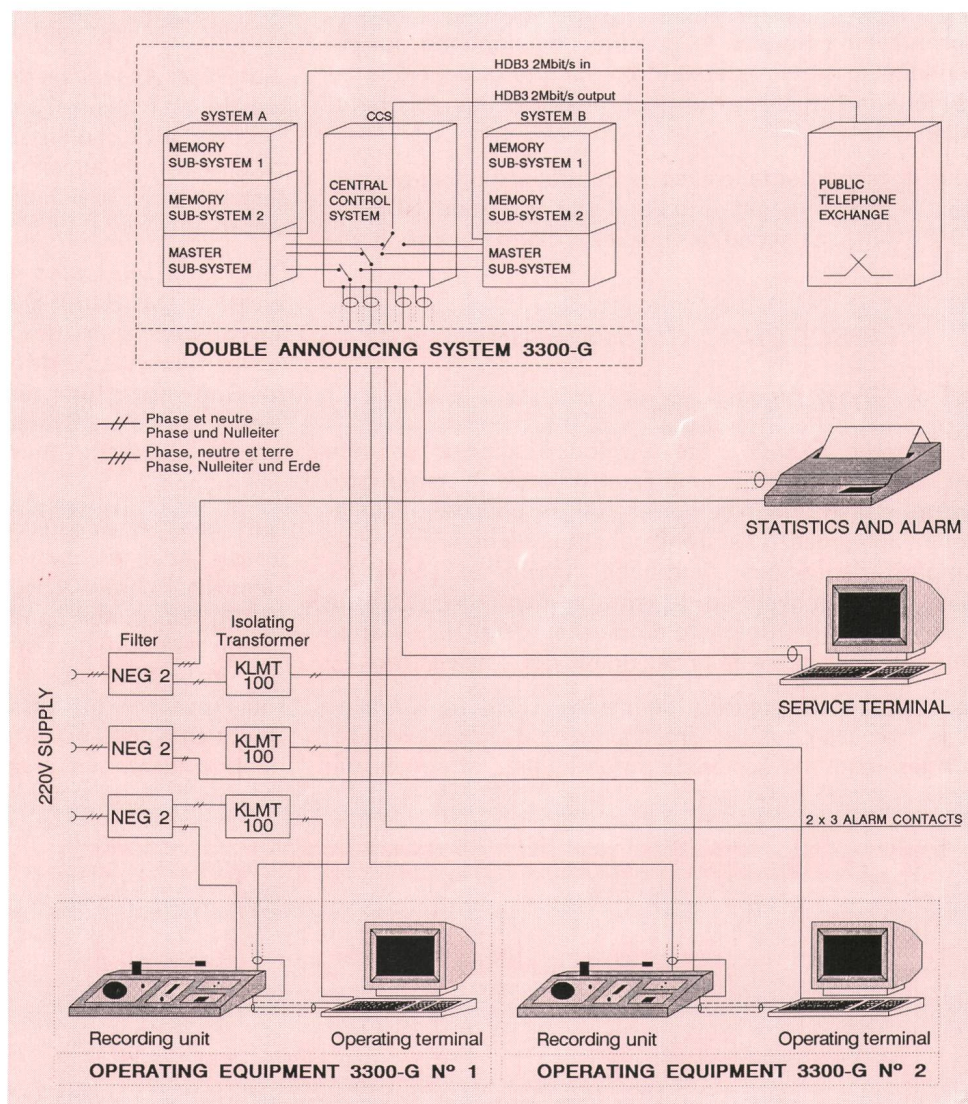 HDB3 2Mbit/s in
HDB3 2Mbit/s output
SYSTEM A
CCS
SYSTEM B
MEMORY
SUB-SYSTEM 1
MEMORY
SUB-SYSTEM 2
MASTER
SUB-SYSTEM
CENTRAL
CONTROL
SYSTEM
MEMORY
SUB-SYSTEM 1
MEMORY
SUB-SYSTEM 2
MASTER
SUB-SYSTEM
PUBLIC
TELEPHONE
EXCHANGE
DOUBLE ANNOUNCING SYSTEM 3300-G
Phase et neutre
Phase und Nulleiter
Phase, neutre et terre
Phase, Nulleiter und Erde
STATISTICS AND ALARM
Filter
Isolating
Transformer
NEG 2
KLMT
100
SERVICE TERMINAL
220V SUPPLY
NEG 2
KLMT
100
NEG 2
KLMT
100
2 x 3 ALARM CONTACTS
Recording unit
Operating terminal
Recording unit
Operating terminal
OPERATING EQUIPMENT 3300-G Nº 1
OPERATING EQUIPMENT 3300-G Nº 2